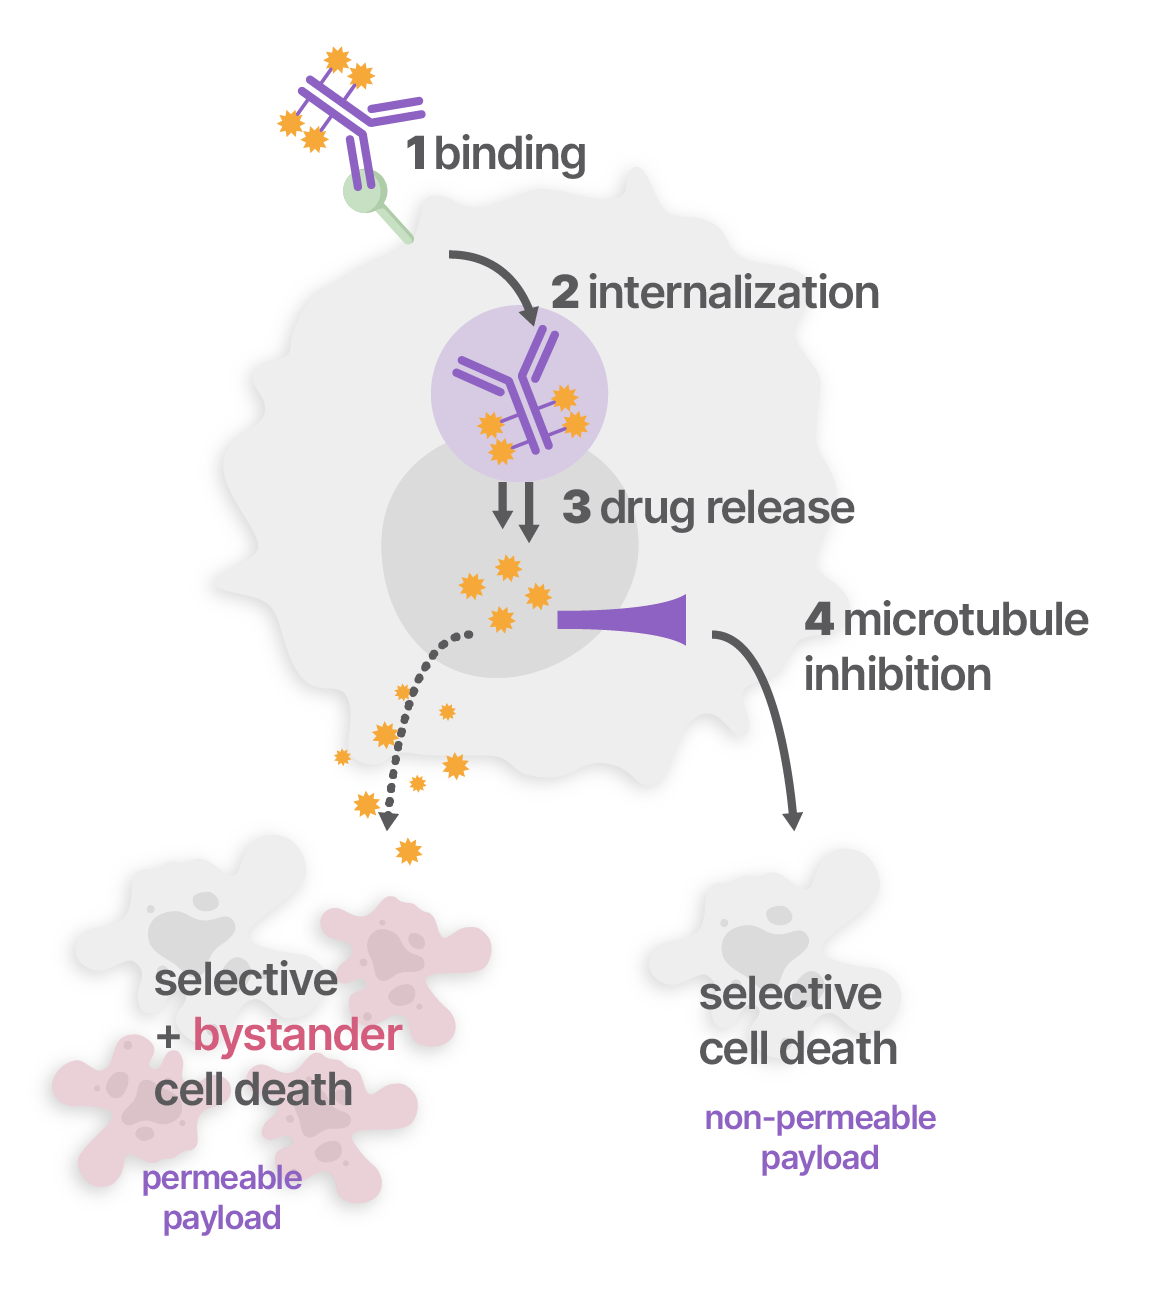 1 binding
2 internalization
3 drug release
4 microtubule
inhibition
selective
+ bystander
cell death
permeable
payload
selective
cell death
non-permeable
payload